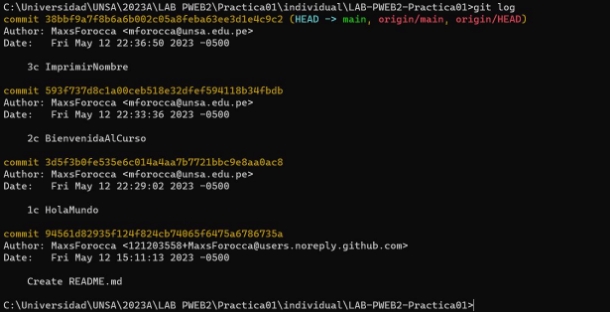 C:\Universidad\UNSA\2023A\LAB PWEB2\Practica01\individual\LAB-PWEB2-Practica01>git log
commit 38bbf9a7f8b6a6b002c05a8feba63ee3d1e4c9c2 (HEAD -> main, origin/main, origin/HEAD)
Author: MaxsForocca <mforocca@unsa.edu.pe>
Date:   Fri May 12 22:36:50 2023 -0500
3c ImprimirNombre
commit 593f737d8c1a00ceb518e32dfef594118b34fbdb
Author: MaxsForocca <mforocca@unsa.edu.pe>
Date:   Fri May 12 22:33:36 2023 -0500
2c BienvenidaAlCurso
commit 3d5f3b0fe535e6c014a4aa7b7721bbc9e8aa0ac8
Author: MaxsForocca <mforocca@unsa.edu.pe>
Date:   Fri May 12 22:29:02 2023 -0500
1c HolaMundo
commit 94561d82935f124f824cb74065f6475a6786735a
Author: MaxsForocca <121203558+MaxsForocca@users.noreply.github.com>
Date:   Fri May 12 15:11:13 2023 -0500
Create README.md
C:\Universidad\UNSA\2023A\LAB PWEB2\Practica01\individual\LAB-PWEB2-Practica01>